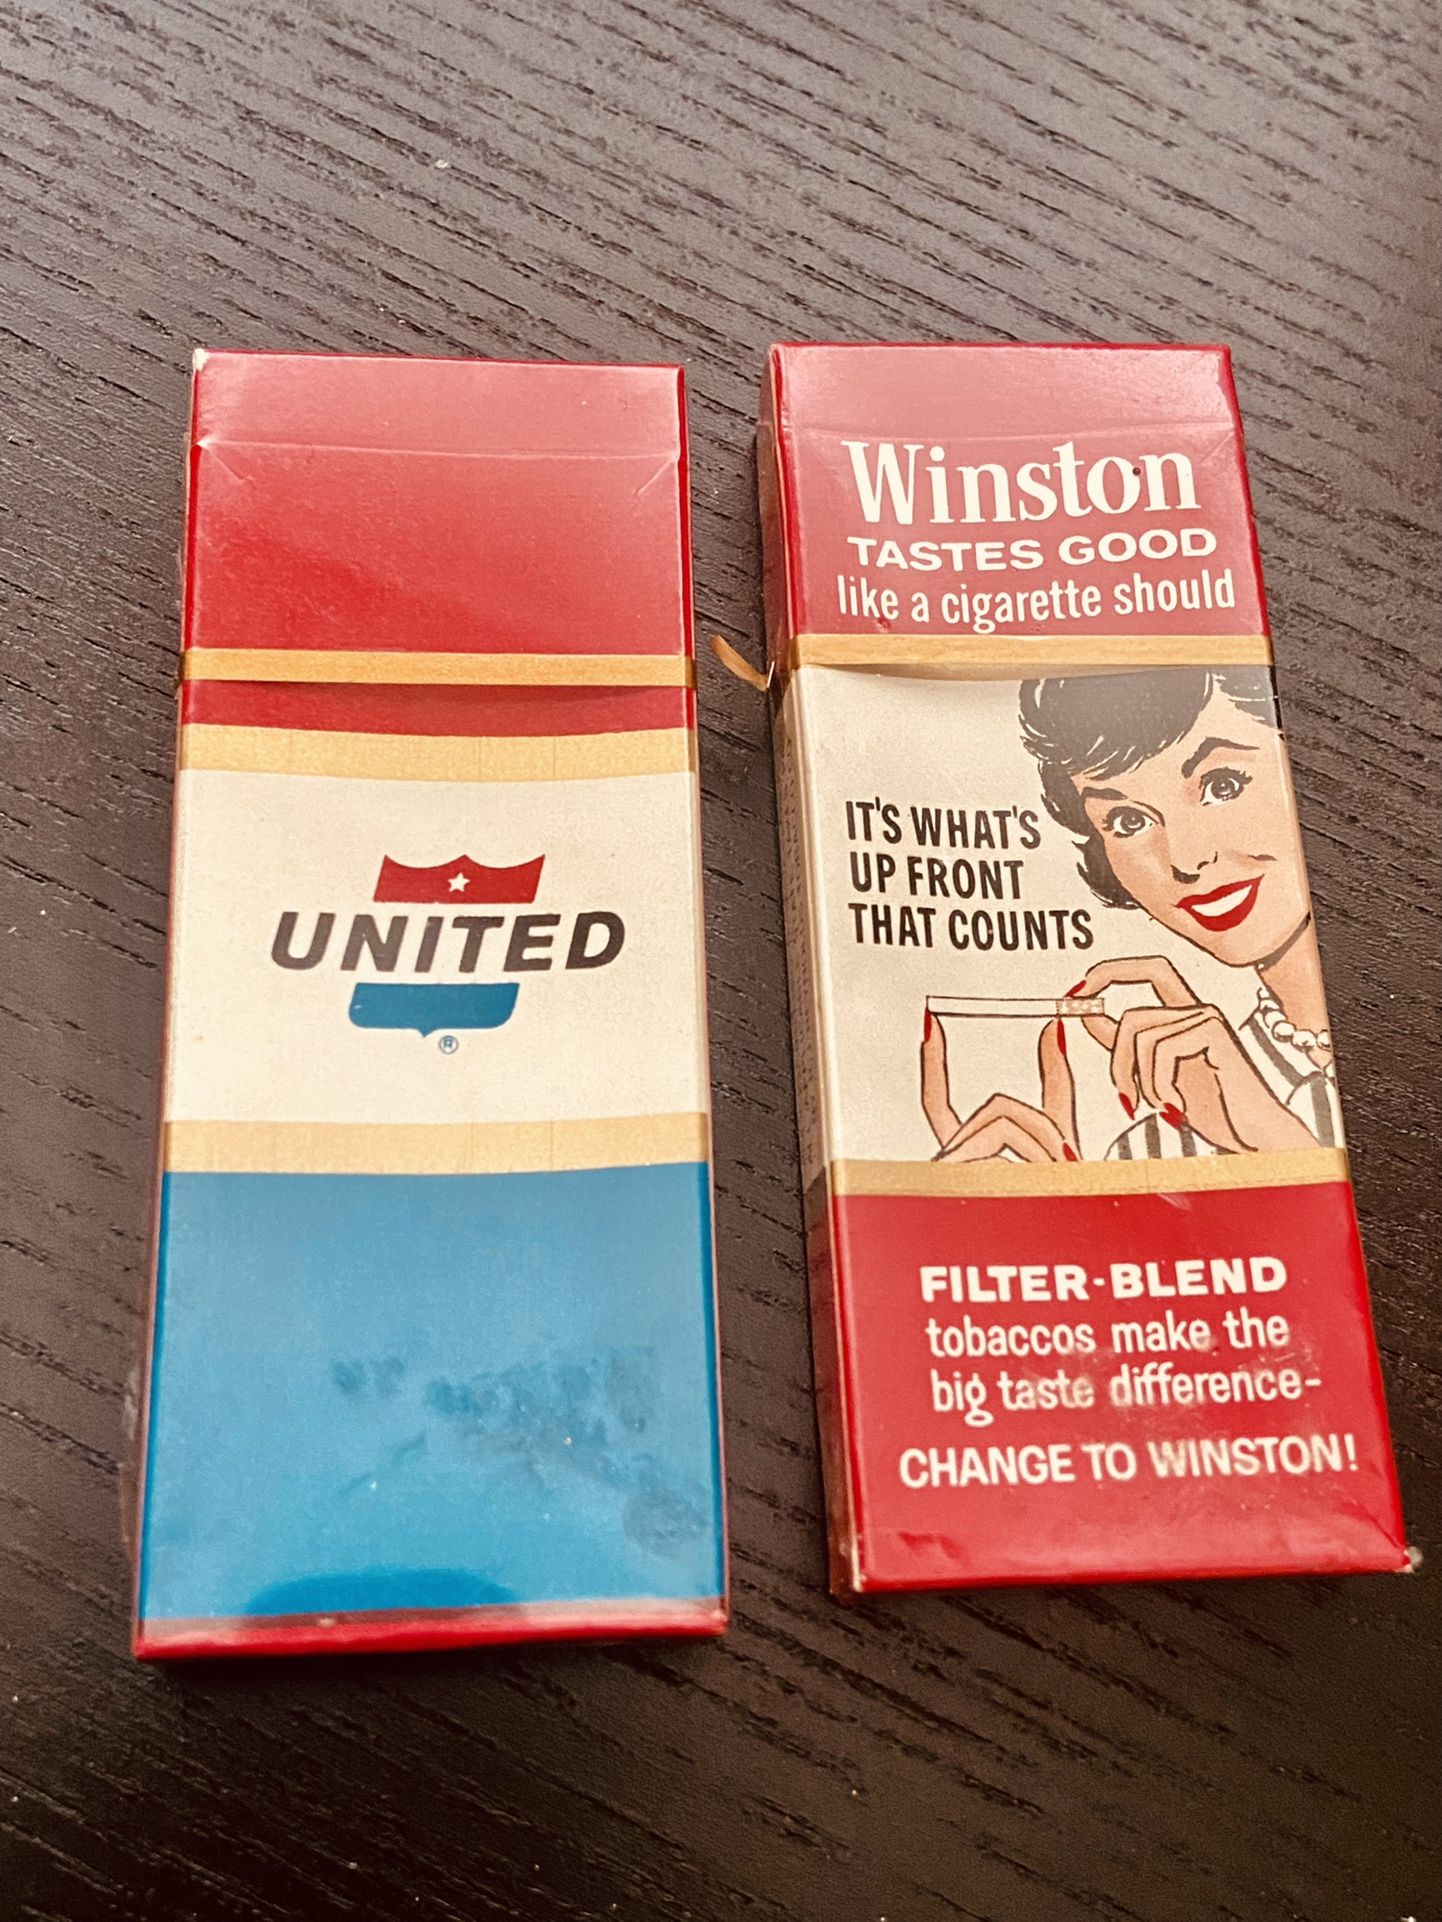 UNITED
®
Winston
TASTES GOOD
like a cigarette should
IT'S WHAT'S
UP FRONT
THAT COUNTS
FILTER-BLEND
tobaccos make the
big taste difference-
CHANGE TO WINSTON!